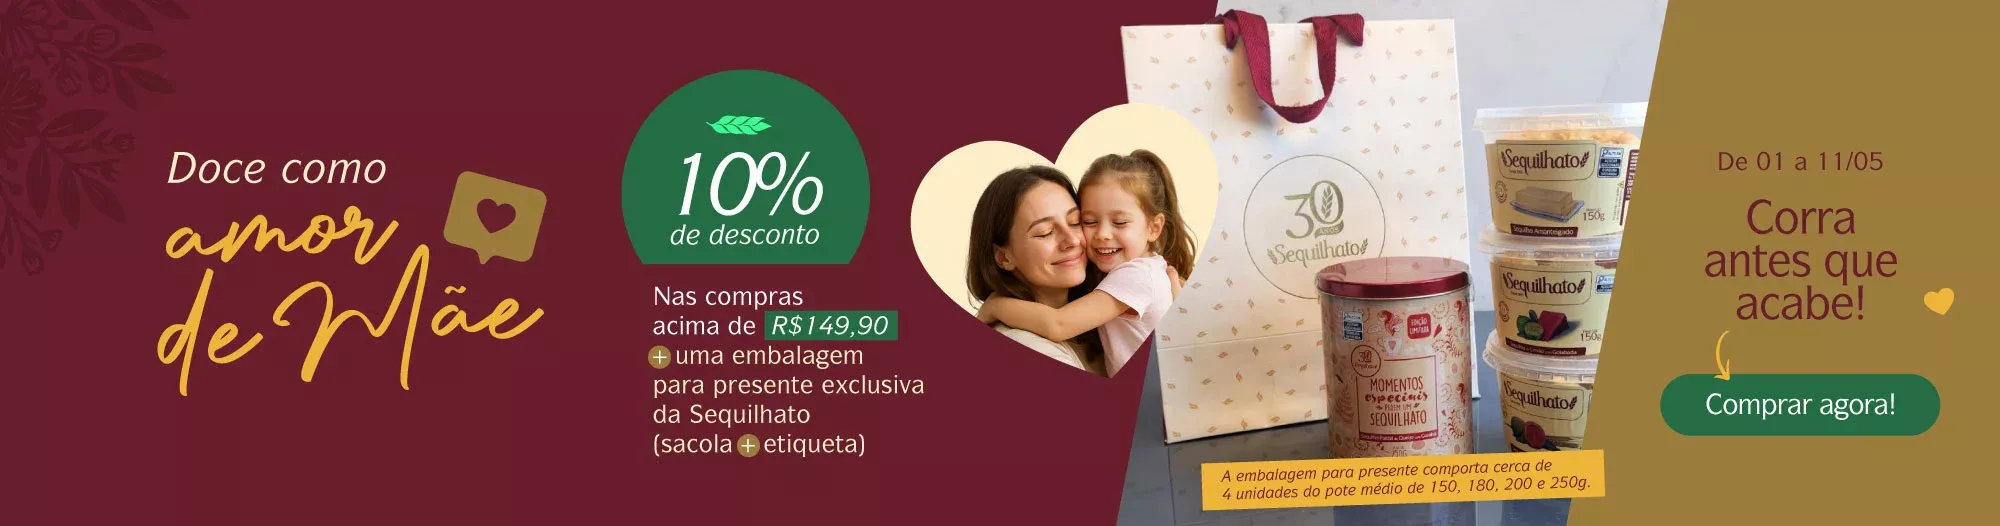 Doce como
amor
de Mãe
10%
de desconto
Nas compras
acima de R$149,90
+ uma embalagem
para presente exclusiva
da Sequilhato
(sacola + etiqueta)
30
ANOS
Sequilhato
EDIÇÃO
LIMITADA
30
MOMENTOS
especiais
PEDEM UM
SEQUILHATO
Sequilhato
150g
Sequilho Amanteigado
Sequilhato
150g
Sequilhato
A embalagem para presente comporta cerca de
4 unidades do pote médio de 150, 180, 200 e 250g.
De 01 a 11/05
Corra
antes que
acabe!
Comprar agora!